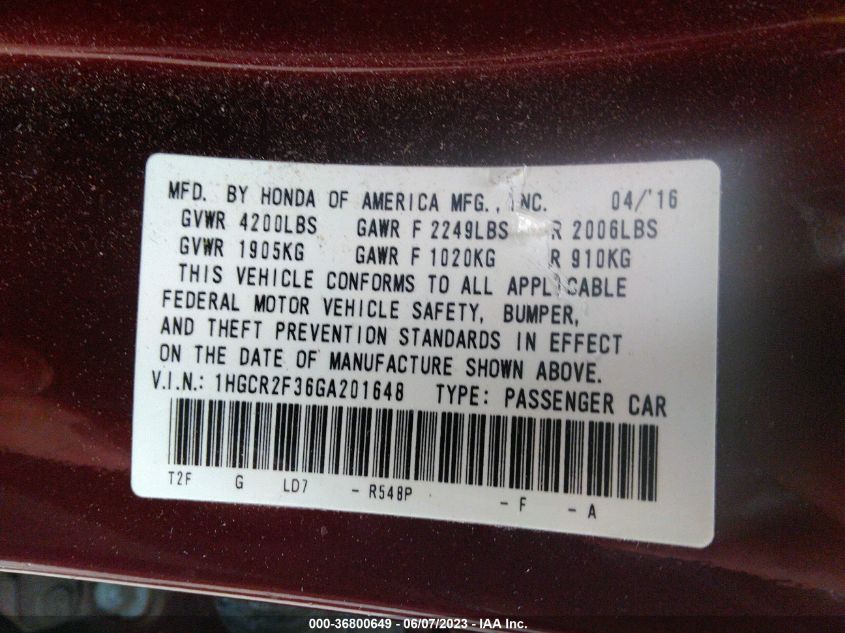 MFD. BY HONDA OF AMERICA MFG., INC. 04/'16
GVWR 4200LBS GAWR F 2249LBS R 2006LBS
GVWR 1905KG GAWR F 1020KG R 910KG
THIS VEHICLE CONFORMS TO ALL APPLICABLE
FEDERAL MOTOR VEHICLE SAFETY, BUMPER,
AND THEFT PREVENTION STANDARDS IN EFFECT
ON THE DATE OF MANUFACTURE SHOWN ABOVE.
V.I.N.: 1HGCR2F36GA201648 TYPE: PASSENGER CAR
T2F G LD7 - R548P - F - A
000-36800649 - 06/07/2023 - IAA Inc.